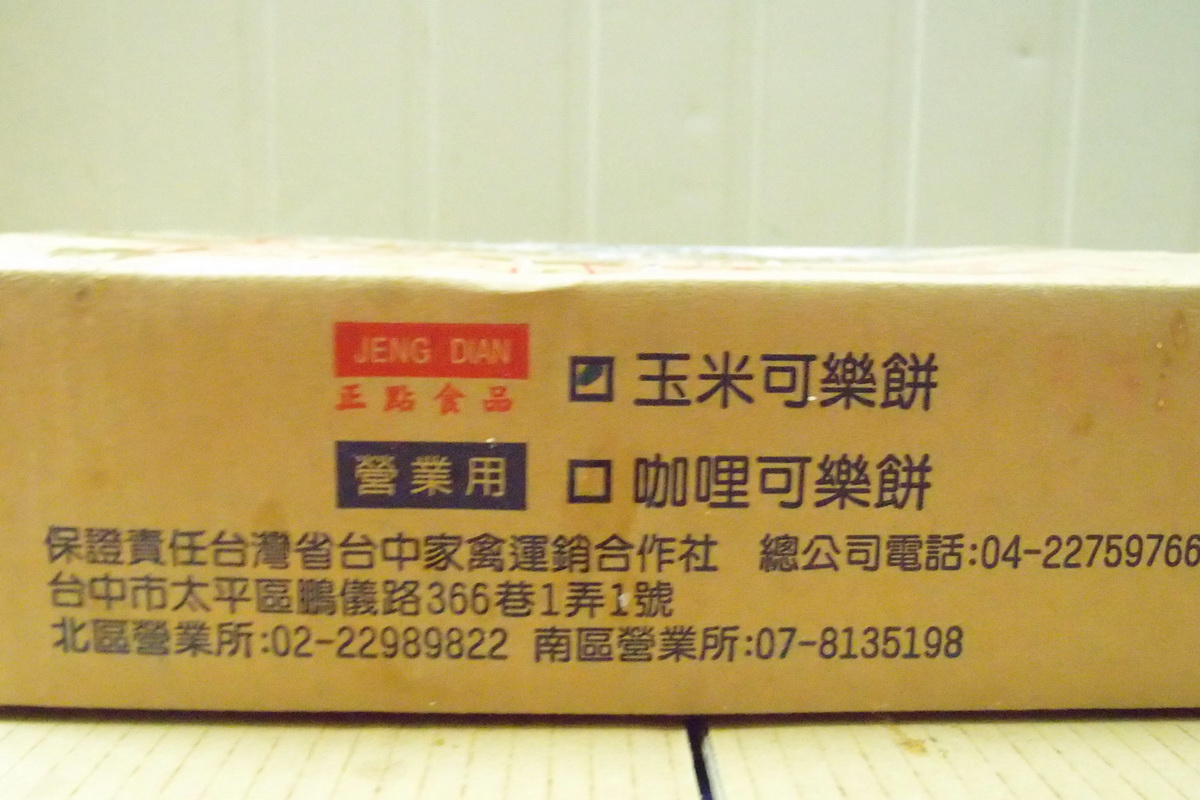 JENG DIAN
正點食品
玉米可樂餅
營業用
咖哩可樂餅
保證責任台灣省台中家禽運銷合作社 總公司電話:04-22759766
台中市太平區鵬儀路366巷1弄1號
北區營業所:02-22989822 南區營業所:07-8135198